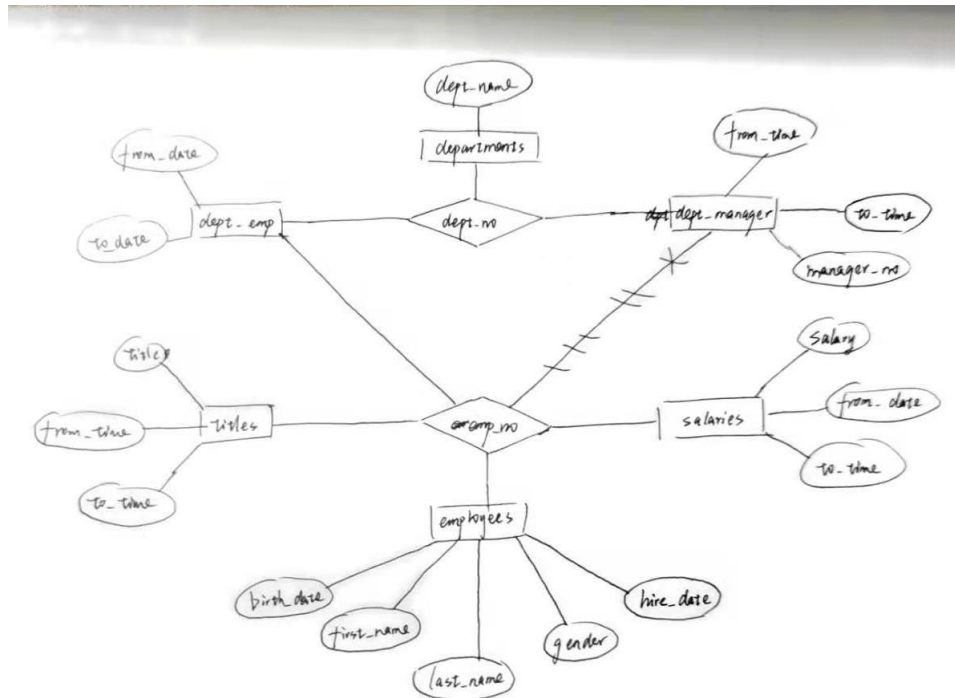 dept_name
departments
from_date
from_time
dept_emp
dept_no
dept_manager
to_time
to_date
manager_no
titles
salary
from_time
titles
emp_no
salaries
from_date
to_time
to_time
employees
birth_date
first_name
last_name
gender
hire_date